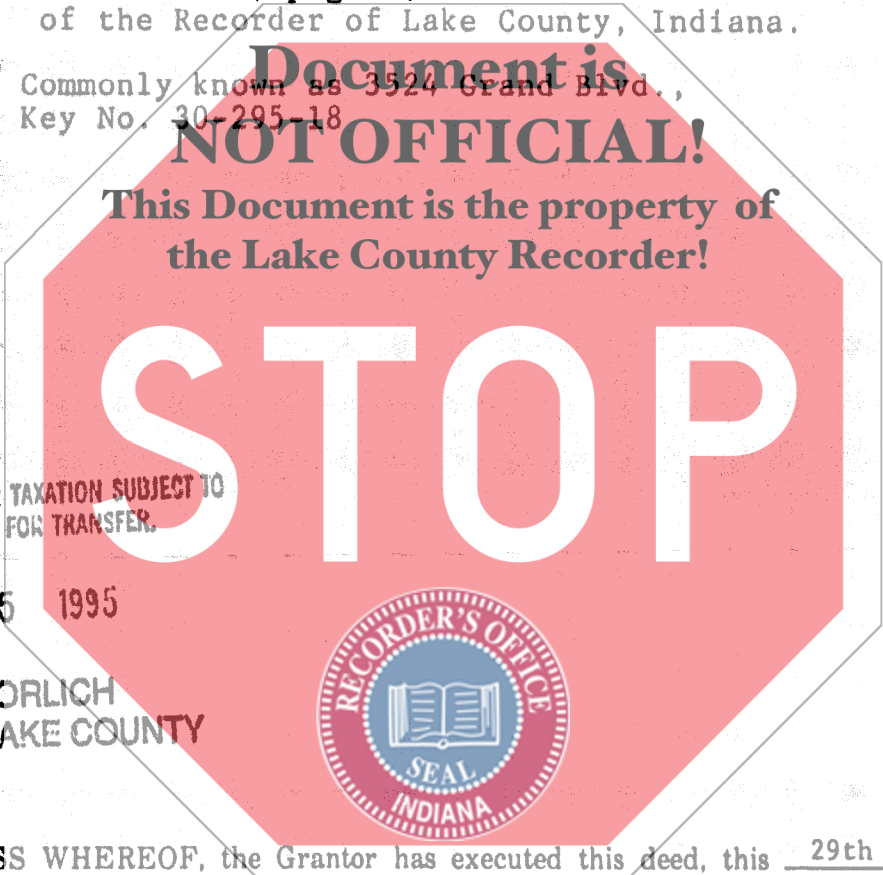 of the Recorder of Lake County, Indiana.
Document is
Commonly known as 3524 Grand Blvd.,
Key No. 30-295-18
NOT OFFICIAL!
This Document is the property of
the Lake County Recorder!
STOP
TAXATION SUBJECT TO
FOR TRANSFER.
5 1995
ORLICH
AKE COUNTY
RECORDER'S OFFICE
SEAL
INDIANA
SS WHEREOF, the Grantor has executed this deed, this 29th